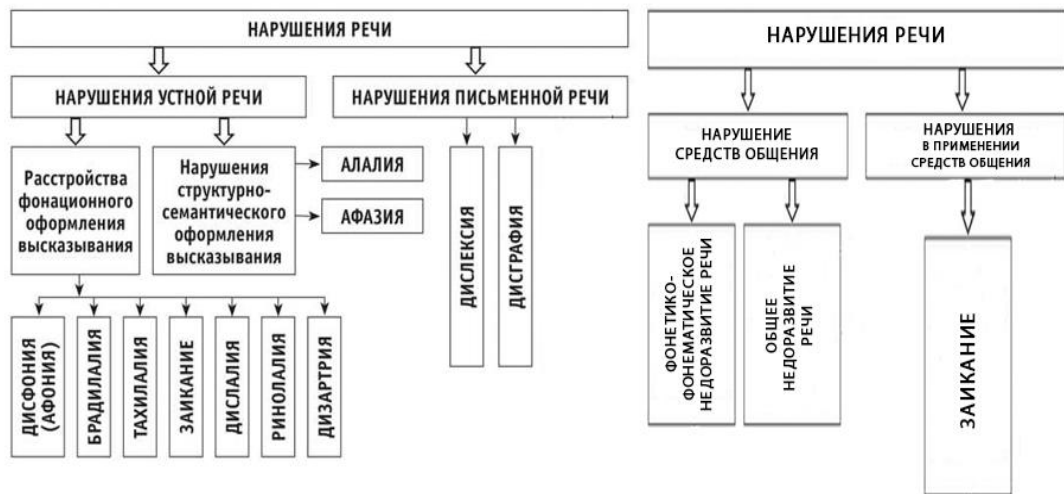 НАРУШЕНИЯ РЕЧИ
НАРУШЕНИЯ УСТНОЙ РЕЧИ
НАРУШЕНИЯ ПИСЬМЕННОЙ РЕЧИ
Расстройства
фонационного
оформления
высказывания
Нарушения
структурно-
семантического
оформления
высказывания
АЛАЛИЯ
АФАЗИЯ
ДИСЛЕКСИЯ
ДИСГРАФИЯ
ДИСФОНИЯ
(АФОНИЯ)
БРАДИЛАЛИЯ
ТАХИЛАЛИЯ
ЗАИКАНИЕ
ДИСЛАЛИЯ
РИНОЛАЛИЯ
ДИЗАРТРИЯ
НАРУШЕНИЯ РЕЧИ
НАРУШЕНИЕ
СРЕДСТВ ОБЩЕНИЯ
НАРУШЕНИЯ
В ПРИМЕНЕНИИ
СРЕДСТВ ОБЩЕНИЯ
ФОНЕТИКО-
ФОНЕМАТИЧЕСКОЕ
НЕДОРАЗВИТИЕ РЕЧИ
ОБЩЕЕ
НЕДОРАЗВИТИЕ
РЕЧИ
ЗАИКАНИЕ